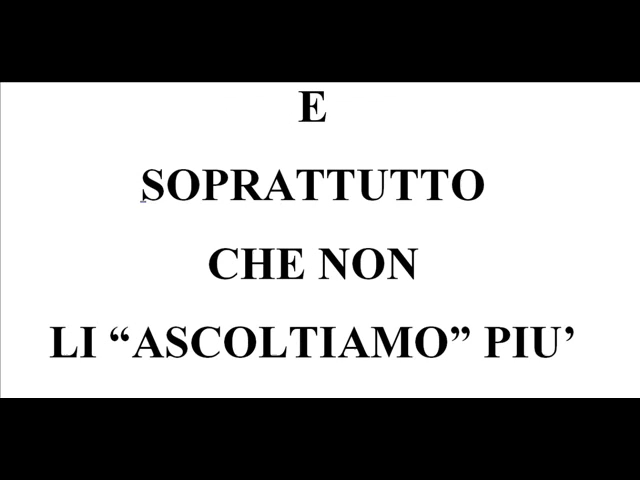 E
SOPRATTUTTO
CHE NON
LI “ASCOLTIAMO” PIU’